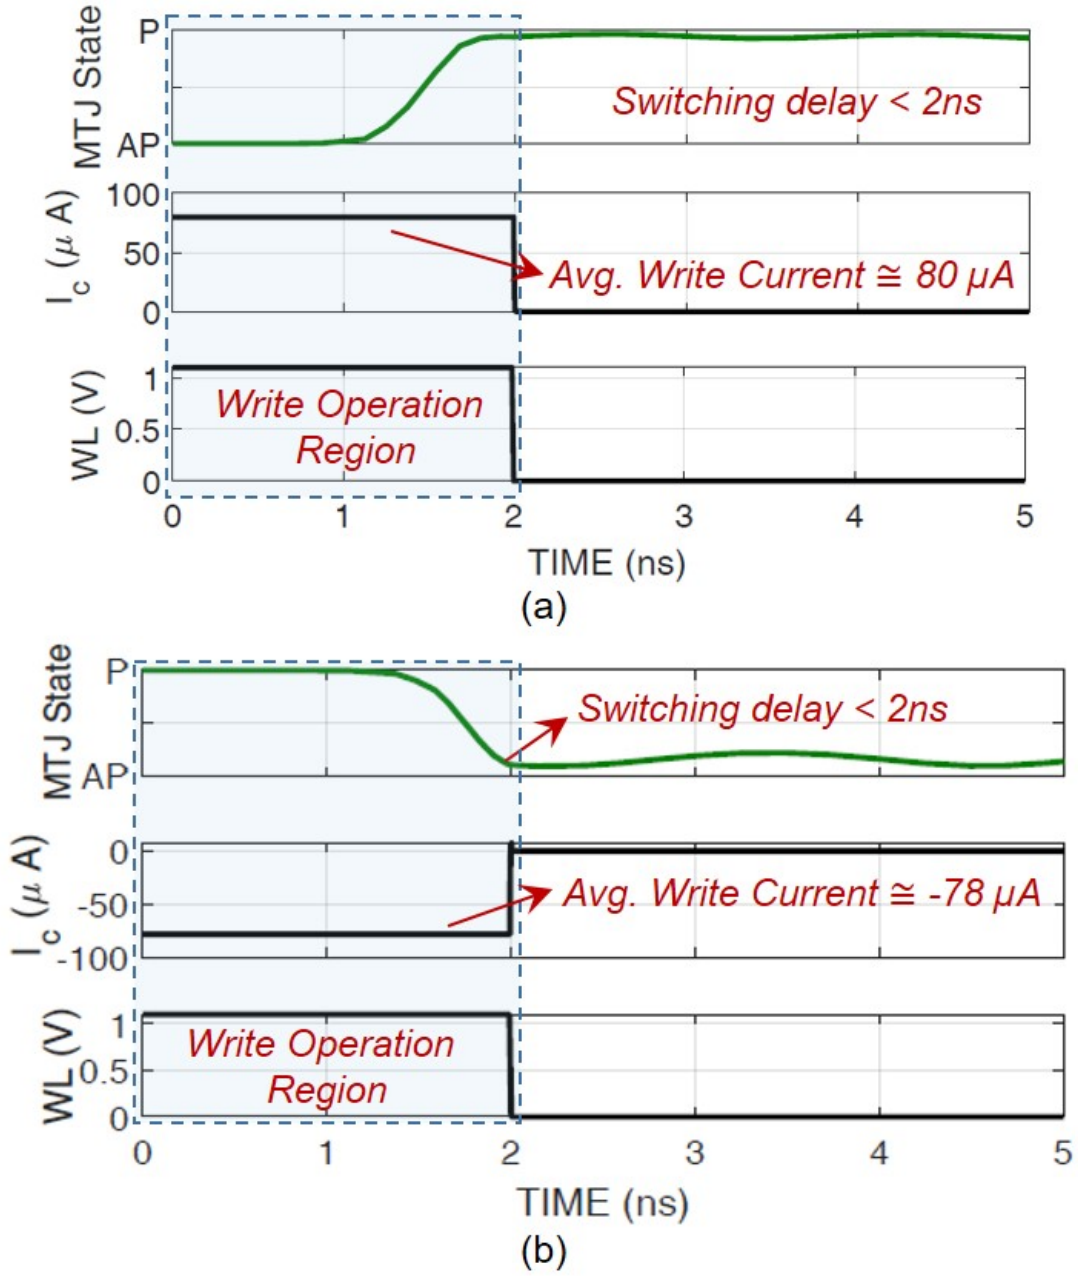 P
MTJ State
AP
Switching delay < 2ns
100
50
0
I_c (μ A)
Avg. Write Current ≅ 80 μA
1
0.5
0
WL (V)
Write Operation
Region
0 1 2 3 4 5
TIME (ns)
(a)
P
MTJ State
AP
Switching delay < 2ns
0
-50
-100
I_c (μ A)
Avg. Write Current ≅ -78 μA
1
0.5
0
WL (V)
Write Operation
Region
0 1 2 3 4 5
TIME (ns)
(b)